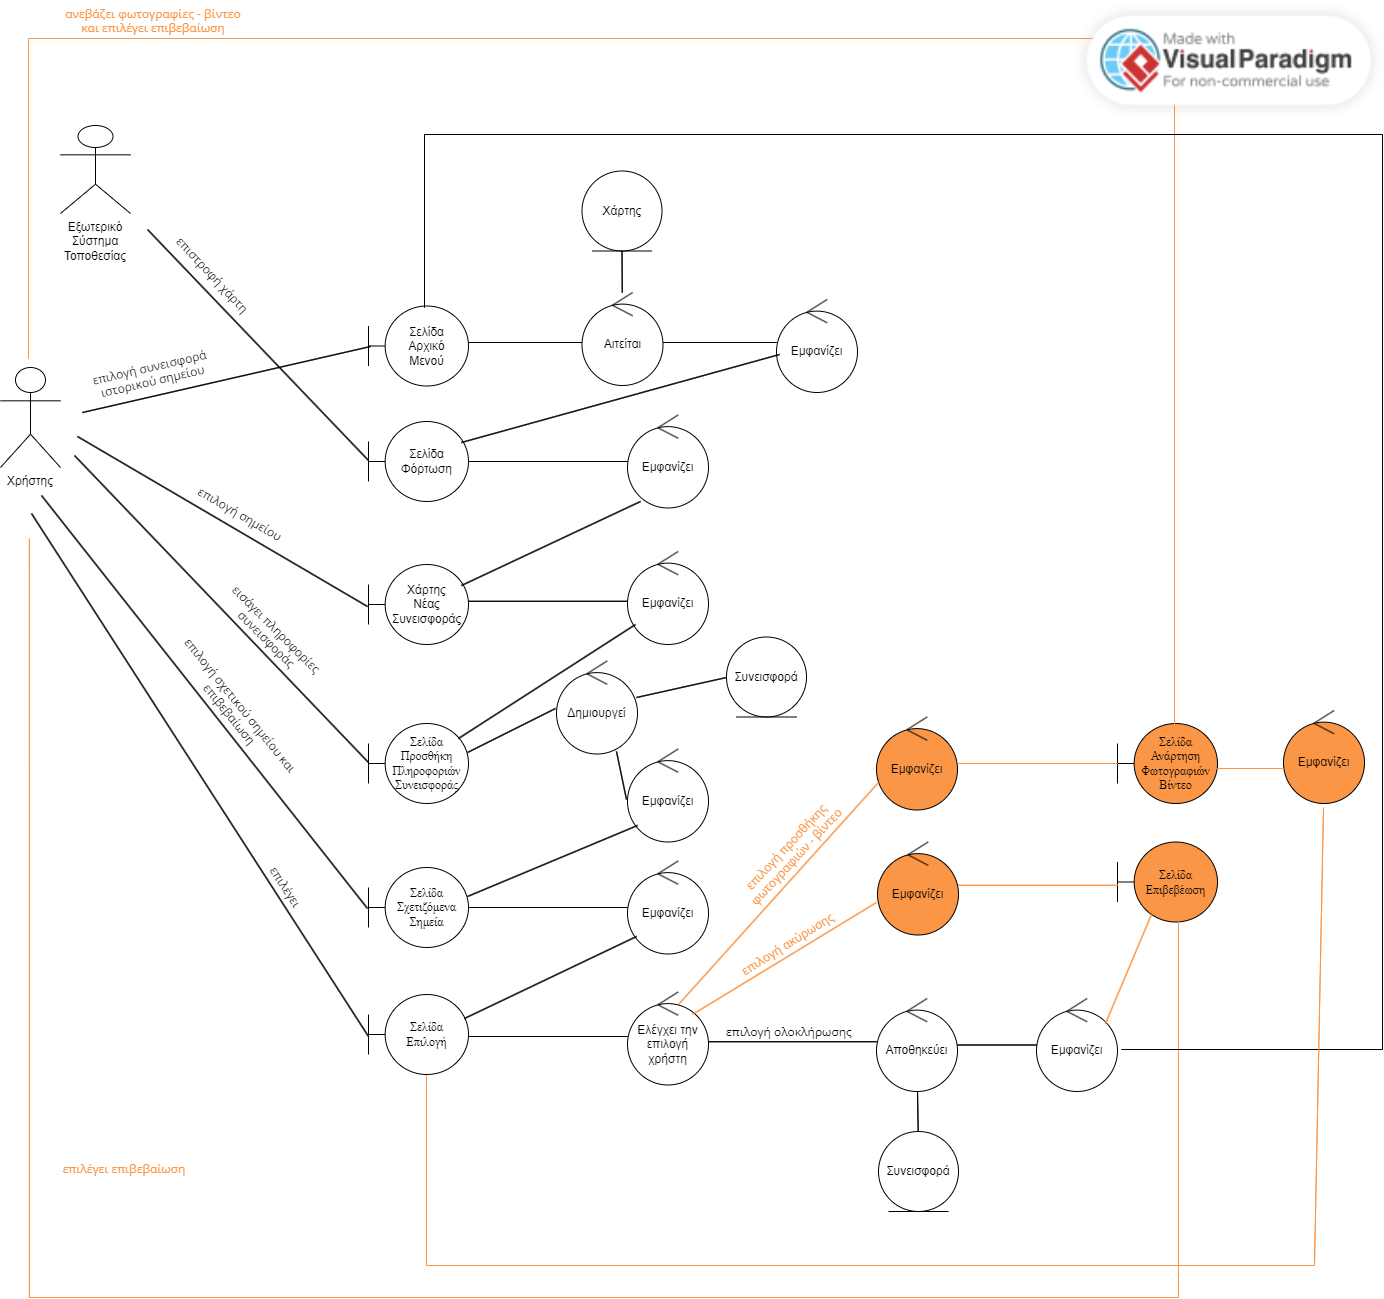 ανεβάζει φωτογραφίες - βίντεο
και επιλέγει επιβεβαίωση
Made with
Visual Paradigm
For non-commercial use
Εξωτερικό
Σύστημα
Τοποθεσίας
επιστροφή χάρτη
Χάρτης
επιλογή συνεισφορά
ιστορικού σημείου
Σελίδα
Αρχικό
Μενού
Αιτείται
Εμφανίζει
Χρήστης
Σελίδα
Φόρτωση
Εμφανίζει
επιλογή σημείου
Χάρτης
Νέας
Συνεισφοράς
Εμφανίζει
εισάγει πληροφορίες
συνεισφοράς
Συνεισφορά
Δημιουργεί
επιλογή σχετικού σημείου και
επιβεβαίωση
Σελίδα
Προσθήκη
Πληροφοριών
Συνεισφοράς
Εμφανίζει
Εμφανίζει
Σελίδα
Ανάρτηση
Φωτογραφιών
Βίντεο
Εμφανίζει
επιλογή προσθήκης
φωτογραφιών - βίντεο
επιλέγει
Σελίδα
Σχετιζόμενα
Σημεία
Εμφανίζει
Εμφανίζει
Σελίδα
Επιβεβέωση
επιλογή ακύρωσης
Σελίδα
Επιλογή
Ελέγχει την
επιλογή
χρήστη
επιλογή ολοκλήρωσης
Αποθηκεύει
Εμφανίζει
Συνεισφορά
επιλέγει επιβεβαίωση